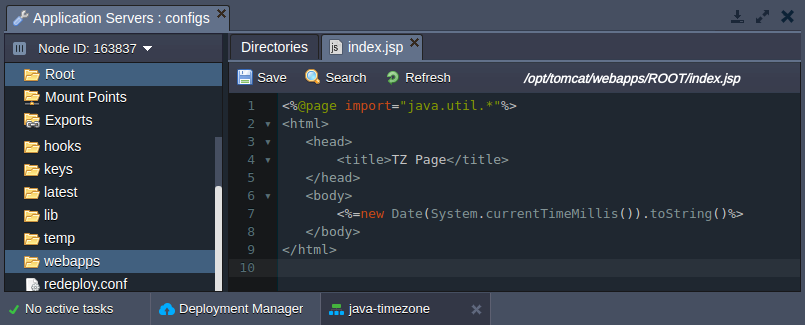 Application Servers : configs
Node ID: 163837
Root
Mount Points
Exports
hooks
keys
latest
lib
temp
webapps
redeploy.conf
Directories
js index.jsp
Save Search Refresh /opt/tomcat/webapps/ROOT/index.jsp
1 <%@page import="java.util.*"%>
2 <html>
3 <head>
4 <title>TZ Page</title>
5 </head>
6 <body>
7 <%=new Date(System.currentTimeMillis()).toString()%>
8 </body>
9 </html>
10
No active tasks Deployment Manager java-timezone